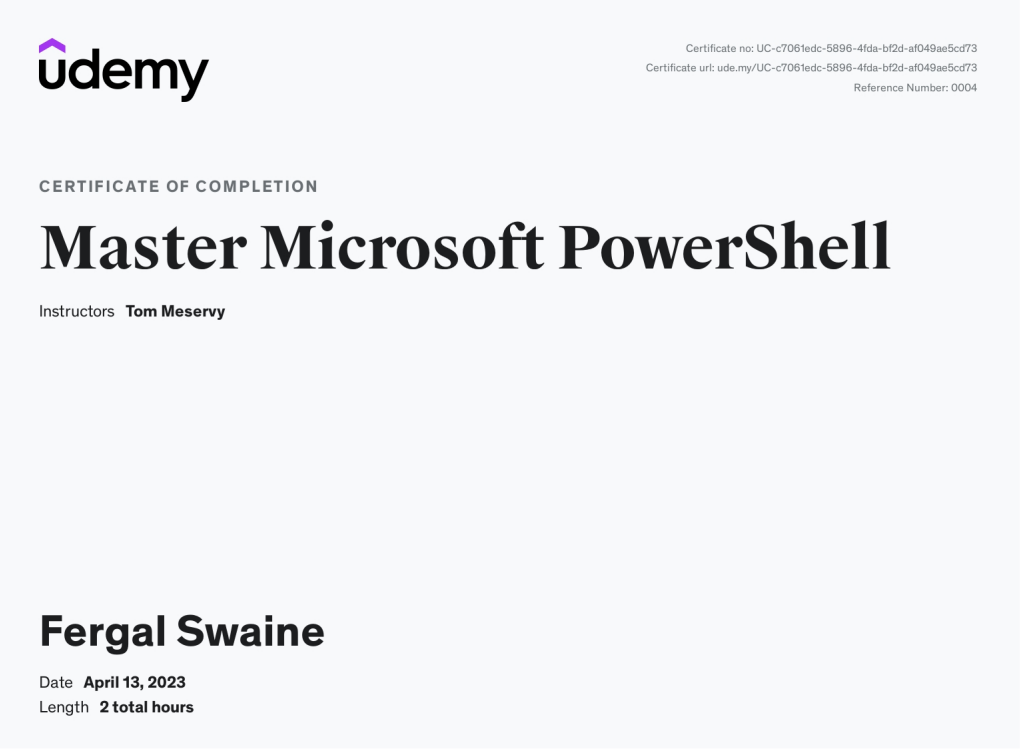 udemy
Certificate no: UC-c7061edc-5896-4fda-bf2d-af049ae5cd73
Certificate url: ude.my/UC-c7061edc-5896-4fda-bf2d-af049ae5cd73
Reference Number: 0004
CERTIFICATE OF COMPLETION
Master Microsoft PowerShell
Instructors Tom Meservy
Fergal Swaine
Date April 13, 2023
Length 2 total hours